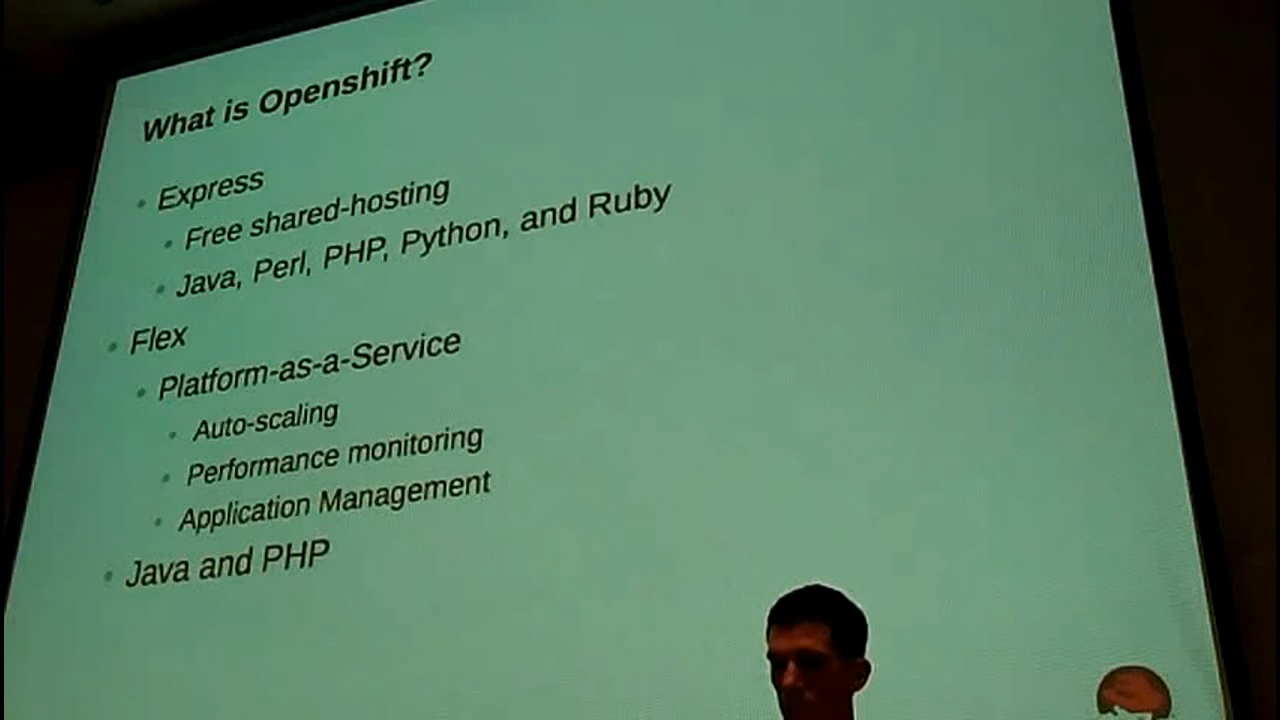 What is Openshift?
Express
Free shared-hosting
Java, Perl, PHP, Python, and Ruby
Flex
Platform-as-a-Service
Auto-scaling
Performance monitoring
Application Management
Java and PHP